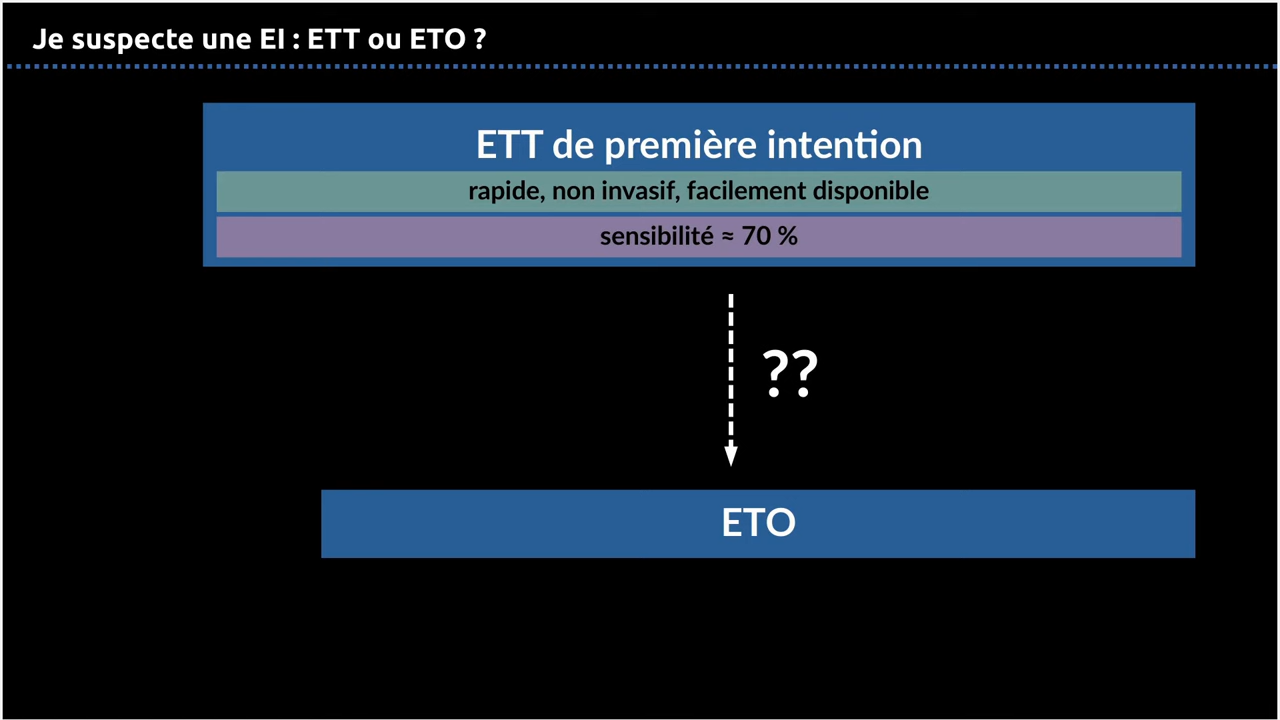 Je suspecte une EI : ETT ou ETO ?
ETT de première intention
rapide, non invasif, facilement disponible
sensibilité ≈ 70 %
??
ETO